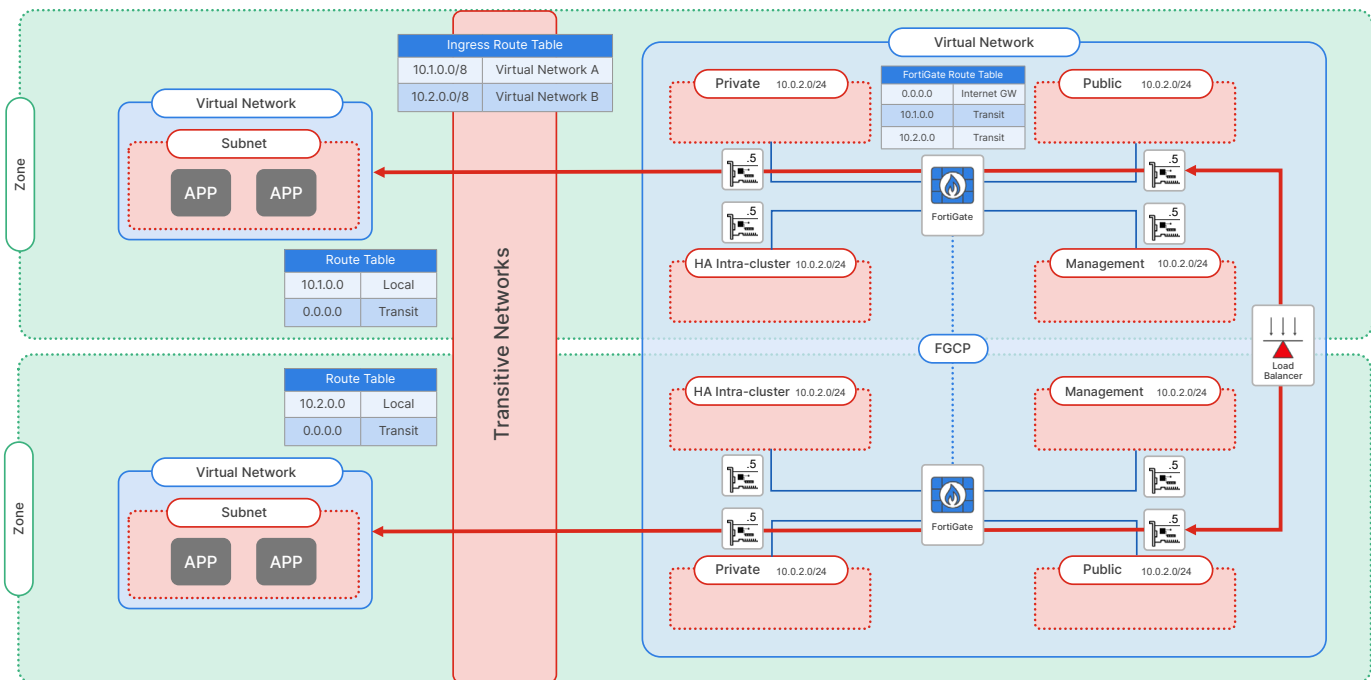 Zone
Virtual Network
Subnet
APP APP
Ingress Route Table
10.1.0.0/8 Virtual Network A
10.2.0.0/8 Virtual Network B
Route Table
10.1.0.0 Local
0.0.0.0 Transit
Transitive Networks
Virtual Network
Private 10.0.2.0/24
FortiGate Route Table
0.0.0.0 Internet GW
10.1.0.0 Transit
10.2.0.0 Transit
Public 10.0.2.0/24
.5
.5
FortiGate
.5
.5
HA Intra-cluster 10.0.2.0/24
Management 10.0.2.0/24
FGCP
Load
Balancer
Zone
Route Table
10.2.0.0 Local
0.0.0.0 Transit
Virtual Network
Subnet
APP APP
HA Intra-cluster 10.0.2.0/24
Management 10.0.2.0/24
.5
.5
FortiGate
.5
.5
Private 10.0.2.0/24
Public 10.0.2.0/24